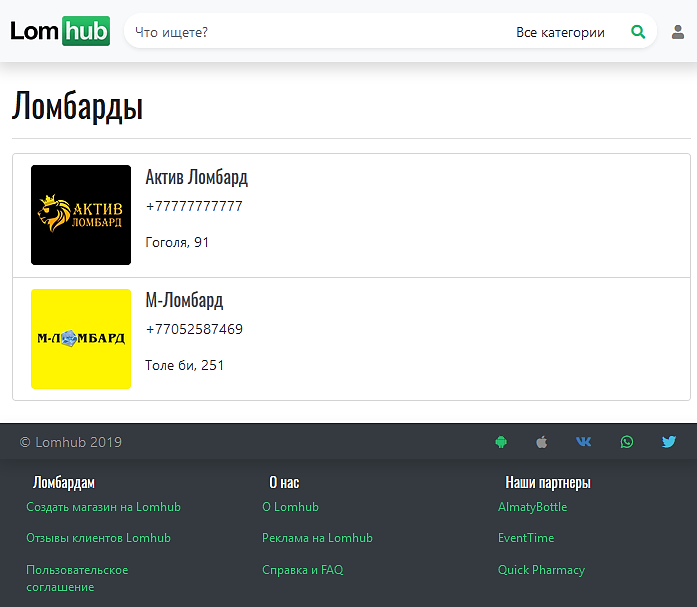 Lom hub
Что ищете?
Все категории
Ломбарды
АКТИВ
ЛОМБАРД
Актив Ломбард
+77777777777
Гоголя, 91
М-ЛОМБАРД
М-Ломбард
+77052587469
Толе би, 251
© Lomhub 2019
Ломбардам
Создать магазин на Lomhub
Отзывы клиентов Lomhub
Пользовательское
соглашение
О нас
О Lomhub
Реклама на Lomhub
Справка и FAQ
Наши партнеры
AlmatyBottle
EventTime
Quick Pharmacy